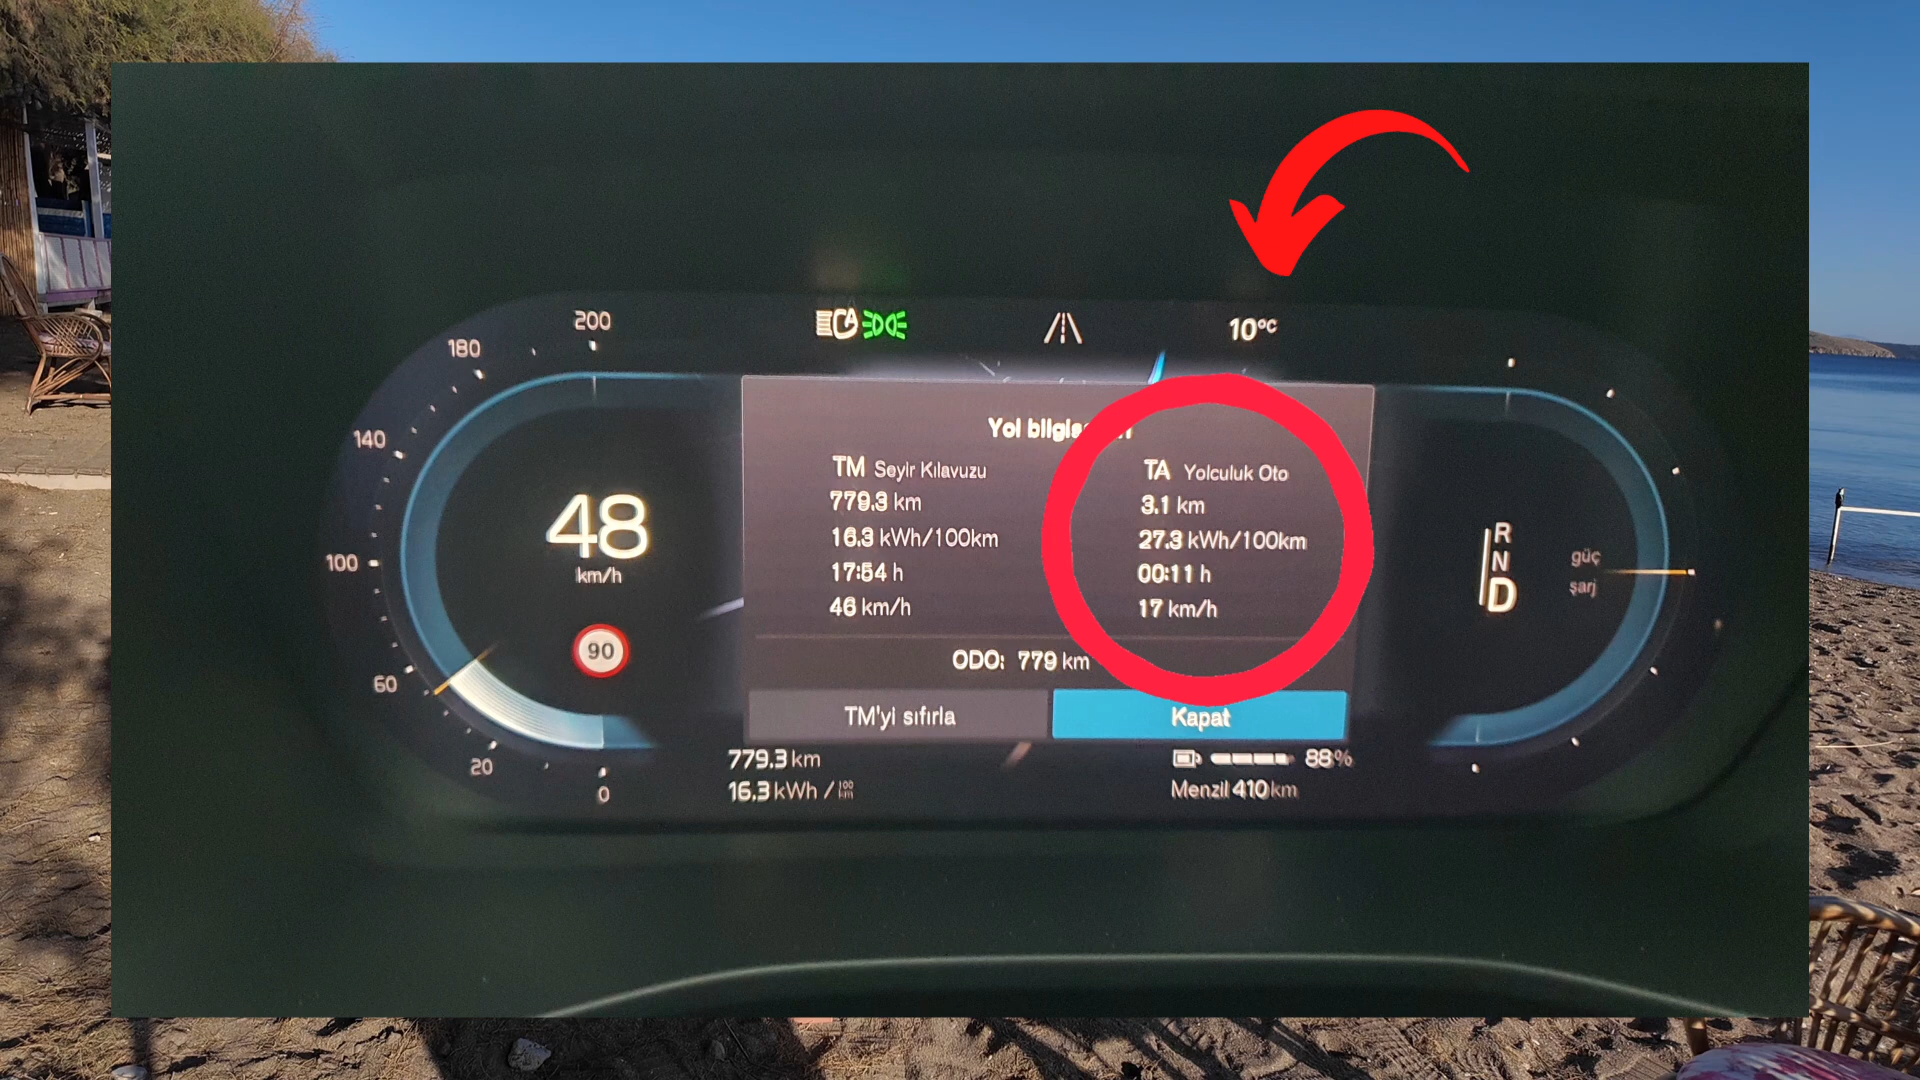 200
180
140
100
60
20
0
10°C
48
km/h
90
Yol
TM Seyir Kılavuzu
779.3 km
16.3 kWh/100km
17:54 h
46 km/h
TA Yolculuk Oto
3.1 km
27.3 kWh/100km
00:11 h
17 km/h
ODO: 779 km
TM'yi sıfırla
Kapat
779.3 km
16.3 kWh / 100 km
88%
Menzil 410 km
R
N
D
güç
şarj